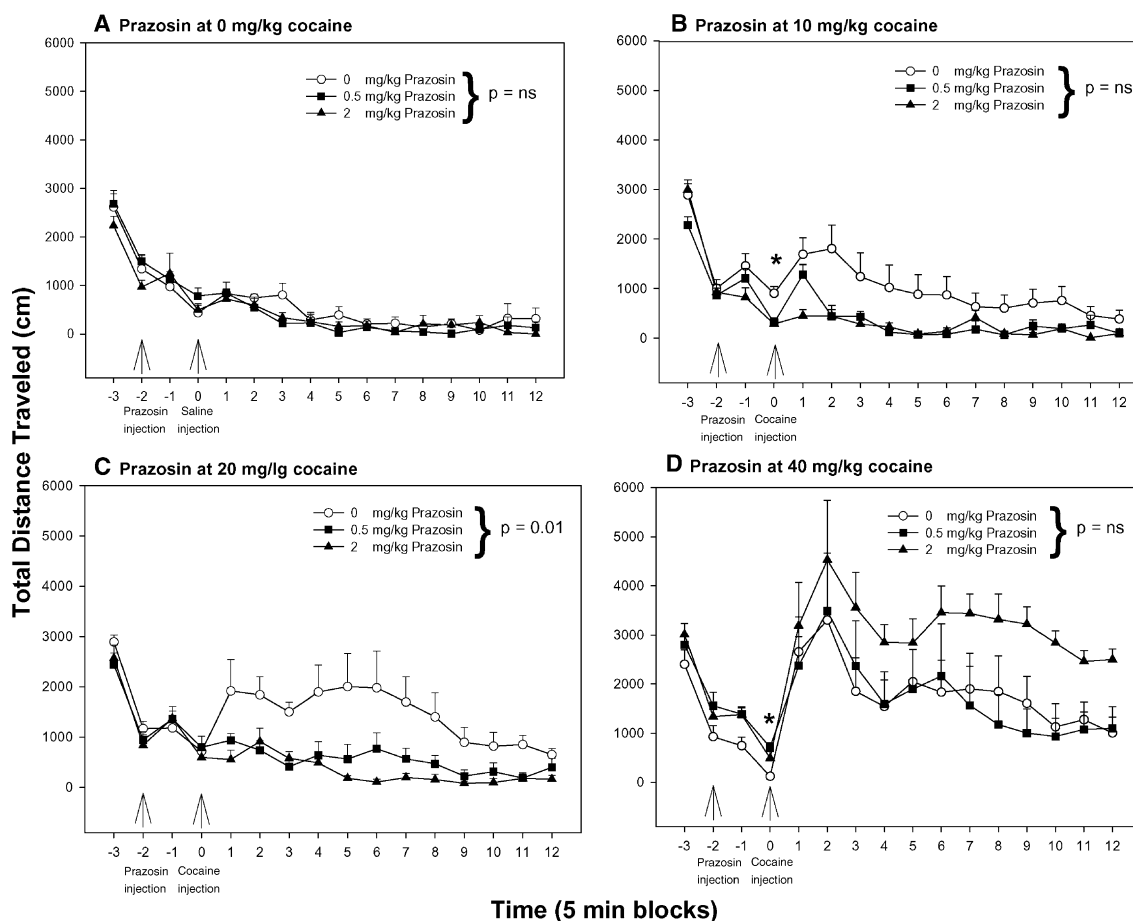 A Prazosin at 0 mg/kg cocaine
6000
5000
4000
3000
2000
1000
0
0 mg/kg Prazosin
0.5 mg/kg Prazosin
2 mg/kg Prazosin
} p = ns
-3 -2 -1 0 1 2 3 4 5 6 7 8 9 10 11 12
Prazosin injection
Saline injection
B Prazosin at 10 mg/kg cocaine
6000
5000
4000
3000
2000
1000
0
0 mg/kg Prazosin
0.5 mg/kg Prazosin
2 mg/kg Prazosin
} p = ns
*
-3 -2 -1 0 1 2 3 4 5 6 7 8 9 10 11 12
Prazosin injection
Cocaine injection
C Prazosin at 20 mg/lg cocaine
6000
5000
4000
3000
2000
1000
0
0 mg/kg Prazosin
0.5 mg/kg Prazosin
2 mg/kg Prazosin
} p = 0.01
-3 -2 -1 0 1 2 3 4 5 6 7 8 9 10 11 12
Prazosin injection
Cocaine injection
D Prazosin at 40 mg/kg cocaine
6000
5000
4000
3000
2000
1000
0
0 mg/kg Prazosin
0.5 mg/kg Prazosin
2 mg/kg Prazosin
} p = ns
*
-3 -2 -1 0 1 2 3 4 5 6 7 8 9 10 11 12
Prazosin injection
Cocaine injection
Total Distance Traveled (cm)
Time (5 min blocks)